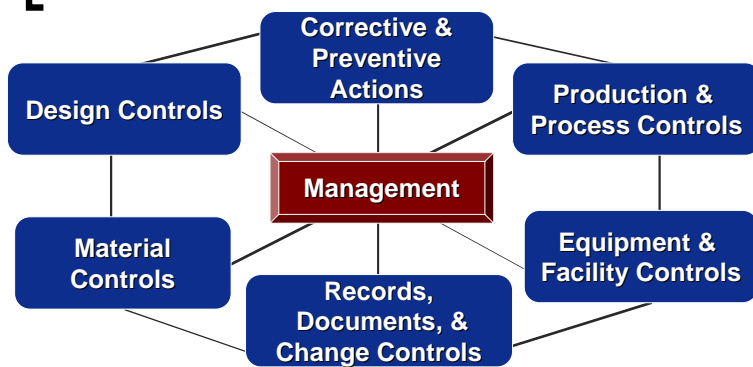 Corrective &
Preventive
Actions
Design Controls
Production &
Process Controls
Management
Material
Controls
Equipment &
Facility Controls
Records,
Documents, &
Change Controls